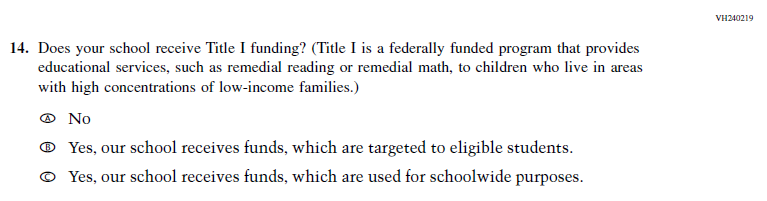 VH240219
14. Does your school receive Title I funding? (Title I is a federally funded program that provides
educational services, such as remedial reading or remedial math, to children who live in areas
with high concentrations of low-income families.)
Ⓐ No
Ⓑ Yes, our school receives funds, which are targeted to eligible students.
Ⓒ Yes, our school receives funds, which are used for schoolwide purposes.